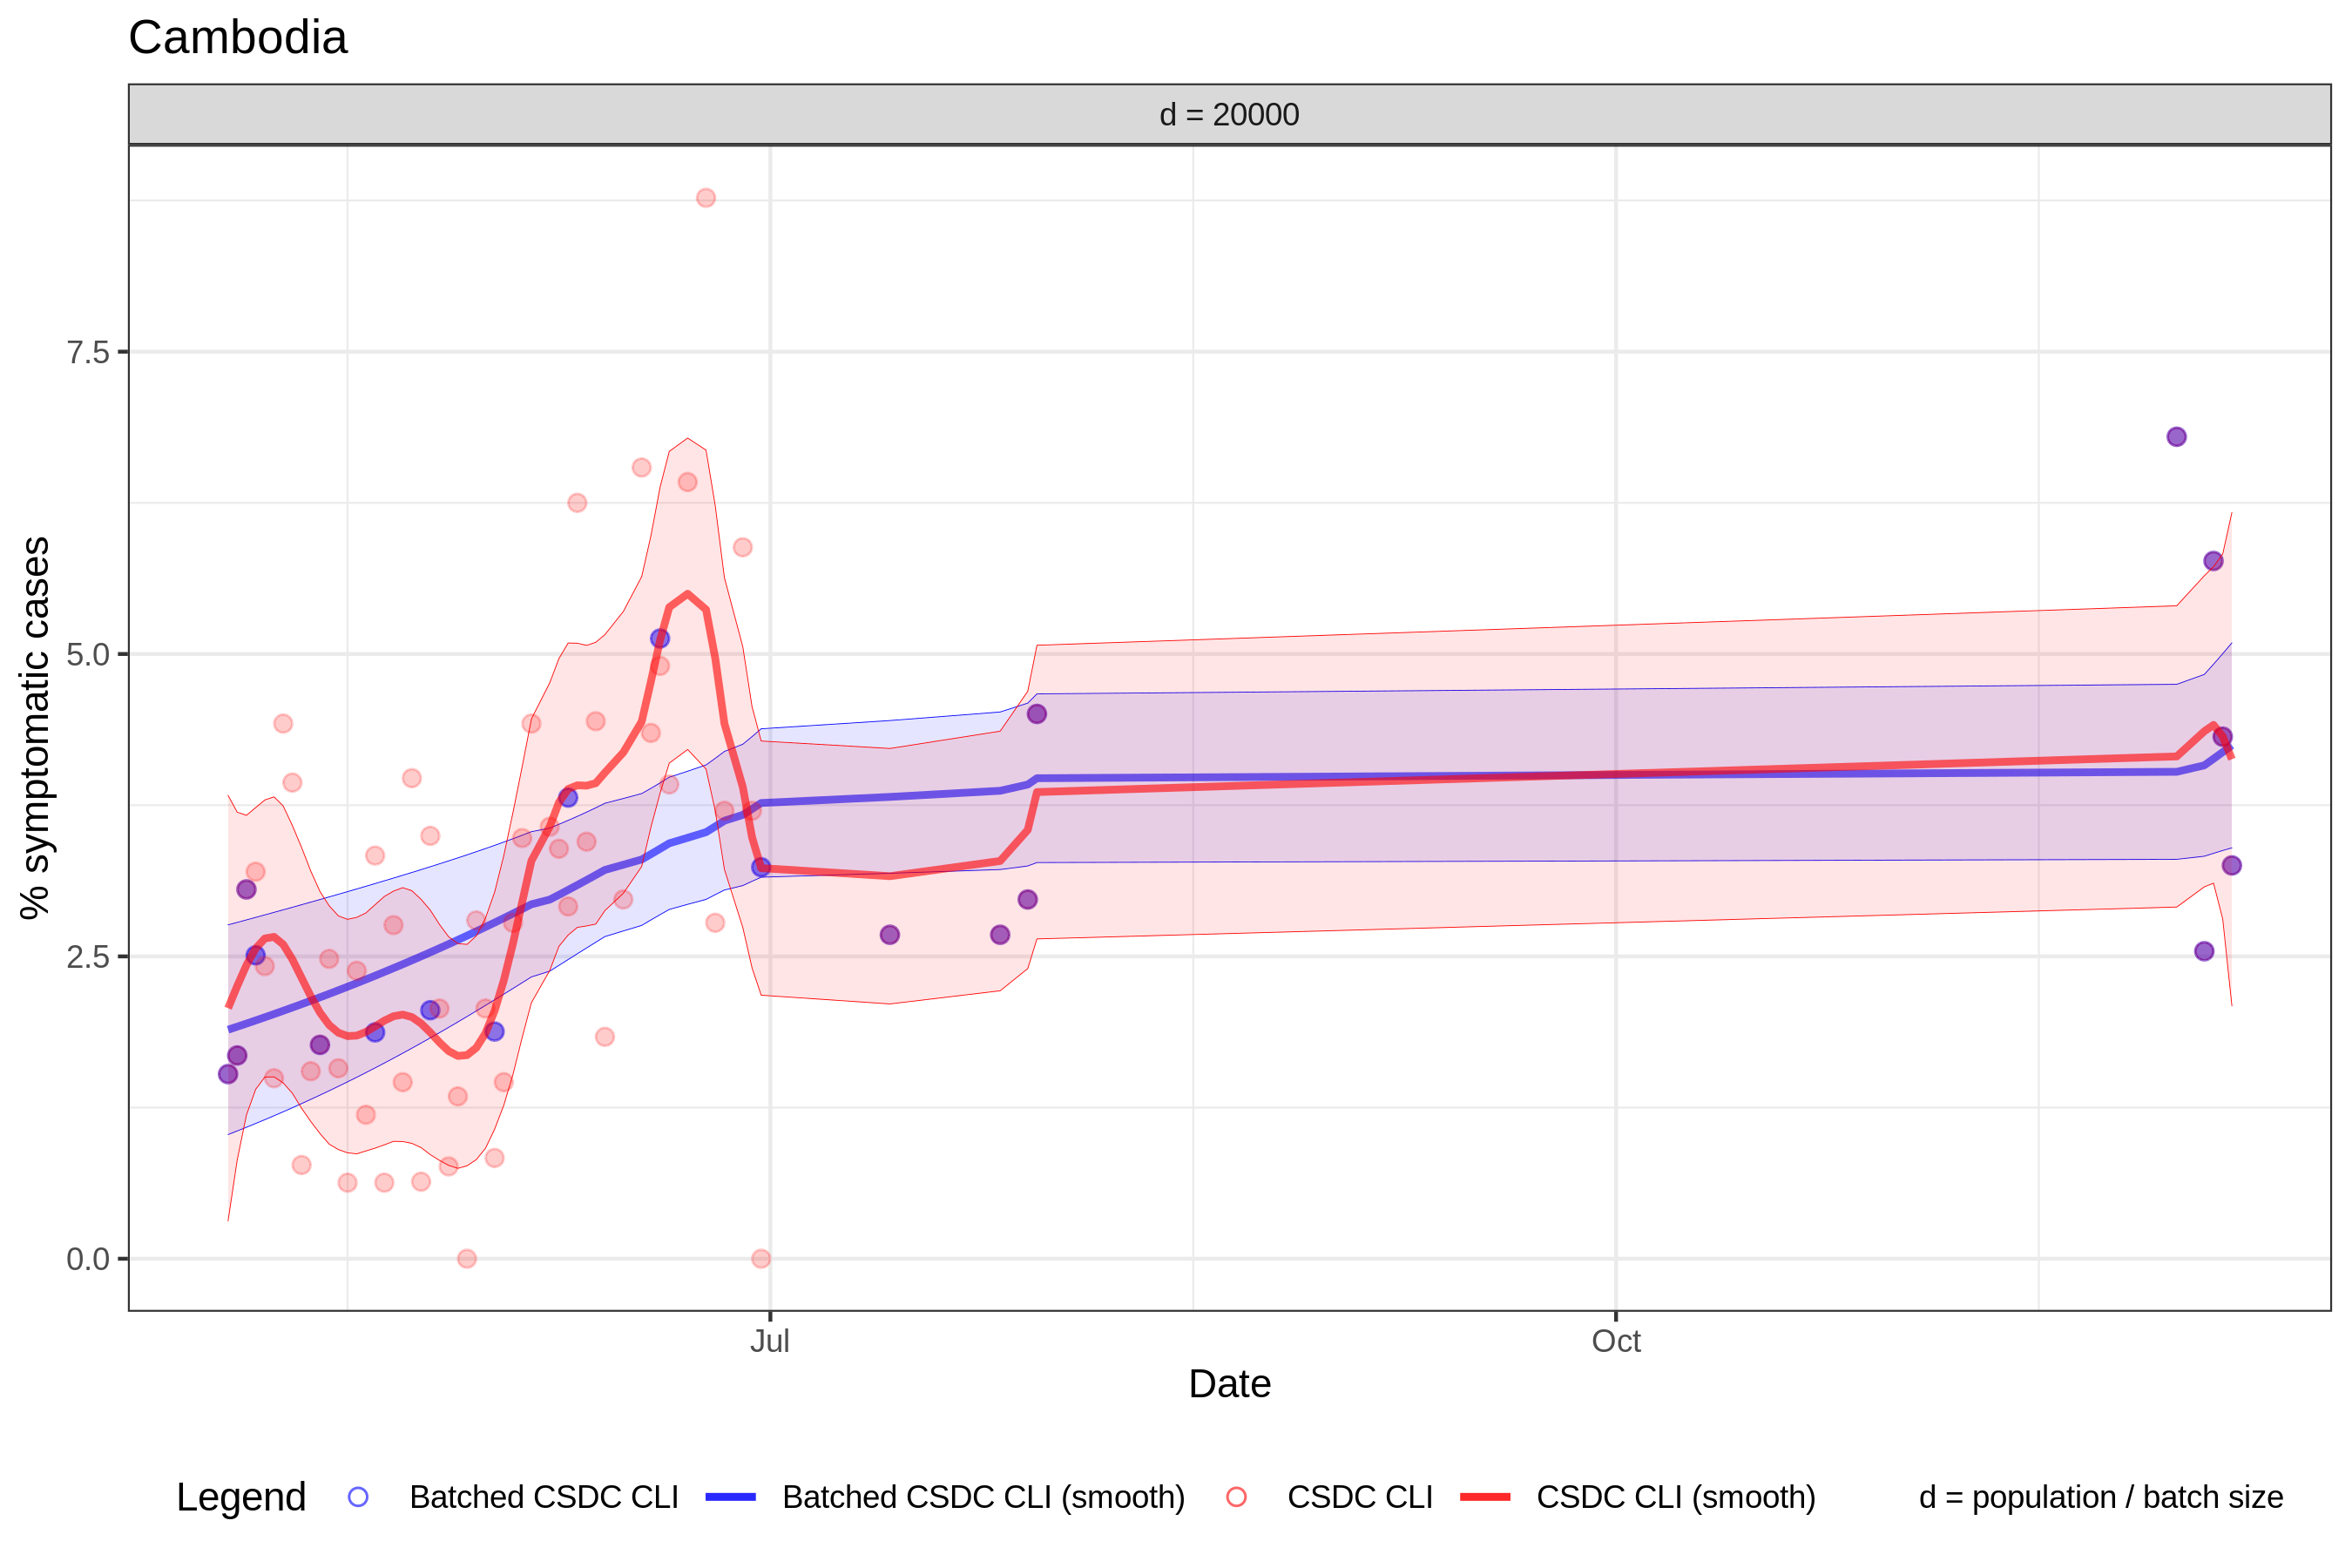 Cambodia
d = 20000
% symptomatic cases
7.5
5.0
2.5
0.0
Jul
Oct
Date
Legend
Batched CSDC CLI
Batched CSDC CLI (smooth)
CSDC CLI
CSDC CLI (smooth)
d = population / batch size